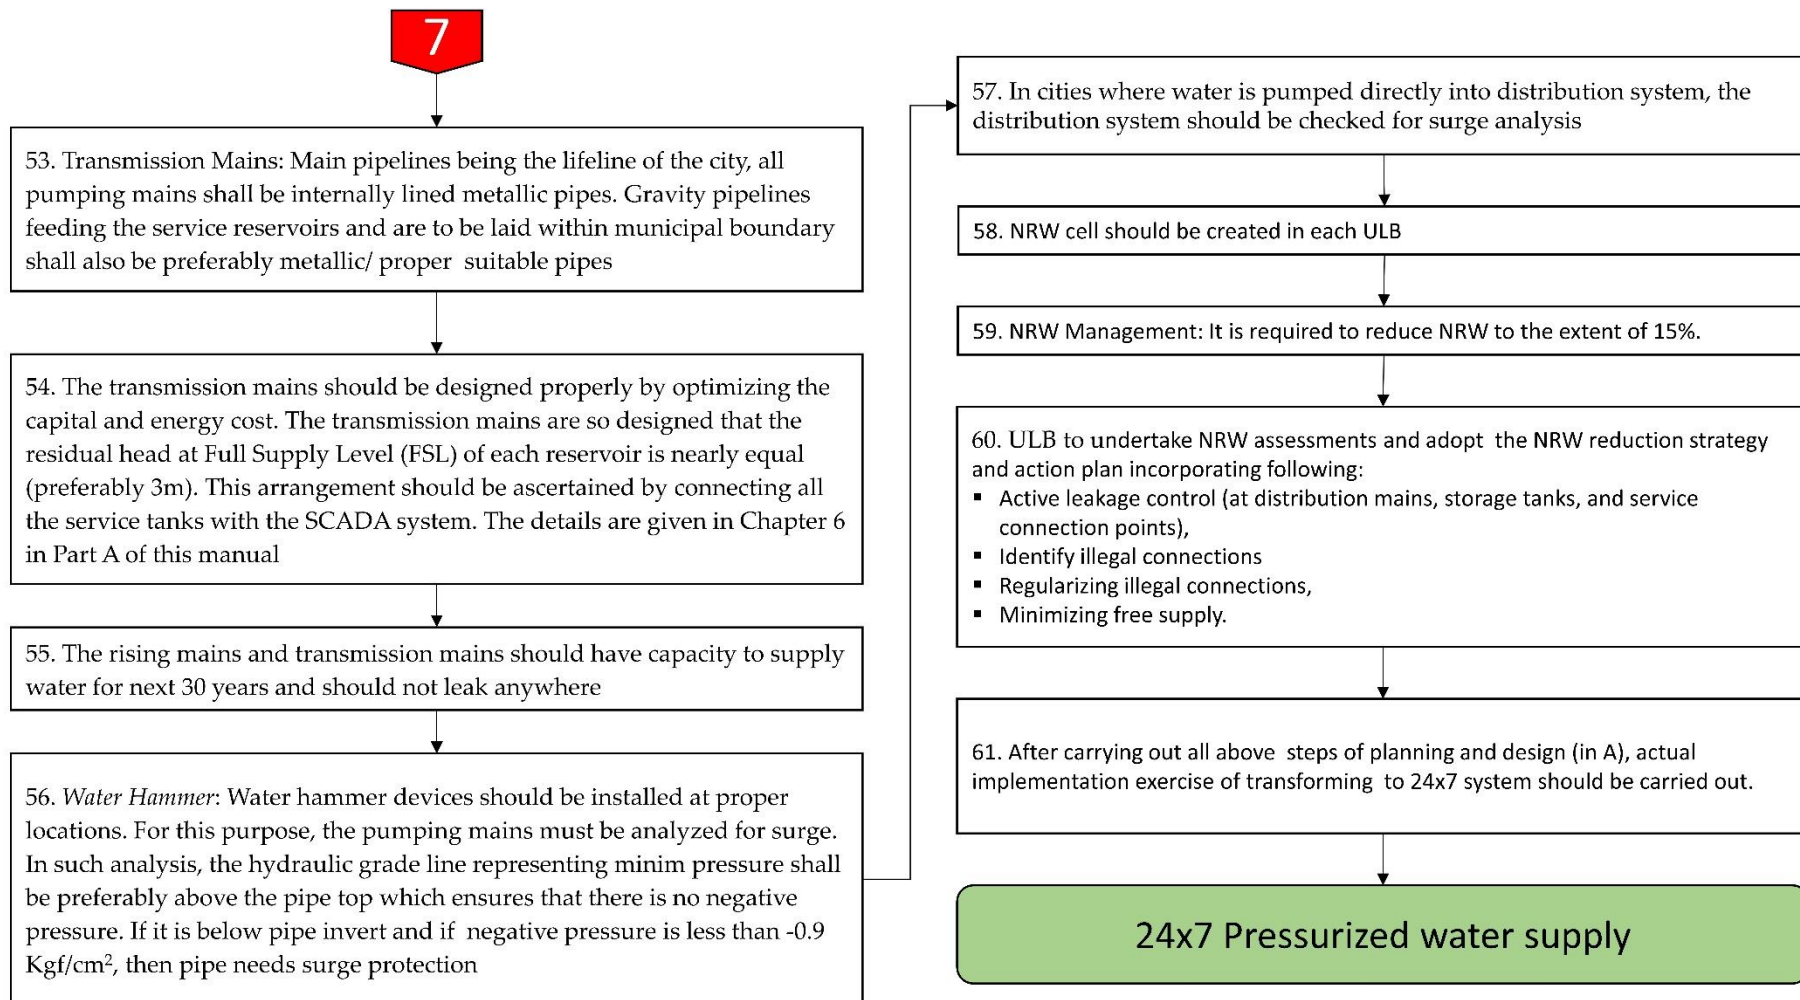 7
53. Transmission Mains: Main pipelines being the lifeline of the city, all
pumping mains shall be internally lined metallic pipes. Gravity pipelines
feeding the service reservoirs and are to be laid within municipal boundary
shall also be preferably metallic/ proper suitable pipes
54. The transmission mains should be designed properly by optimizing the
capital and energy cost. The transmission mains are so designed that the
residual head at Full Supply Level (FSL) of each reservoir is nearly equal
(preferably 3m). This arrangement should be ascertained by connecting all
the service tanks with the SCADA system. The details are given in Chapter 6
in Part A of this manual
55. The rising mains and transmission mains should have capacity to supply
water for next 30 years and should not leak anywhere
56. Water Hammer: Water hammer devices should be installed at proper
locations. For this purpose, the pumping mains must be analyzed for surge.
In such analysis, the hydraulic grade line representing minim pressure shall
be preferably above the pipe top which ensures that there is no negative
pressure. If it is below pipe invert and if negative pressure is less than -0.9
Kgf/cm², then pipe needs surge protection
57. In cities where water is pumped directly into distribution system, the
distribution system should be checked for surge analysis
58. NRW cell should be created in each ULB
59. NRW Management: It is required to reduce NRW to the extent of 15%.
60. ULB to undertake NRW assessments and adopt the NRW reduction strategy
and action plan incorporating following:
▪ Active leakage control (at distribution mains, storage tanks, and service
connection points),
▪ Identify illegal connections
▪ Regularizing illegal connections,
▪ Minimizing free supply.
61. After carrying out all above steps of planning and design (in A), actual
implementation exercise of transforming to 24x7 system should be carried out.
24x7 Pressurized water supply